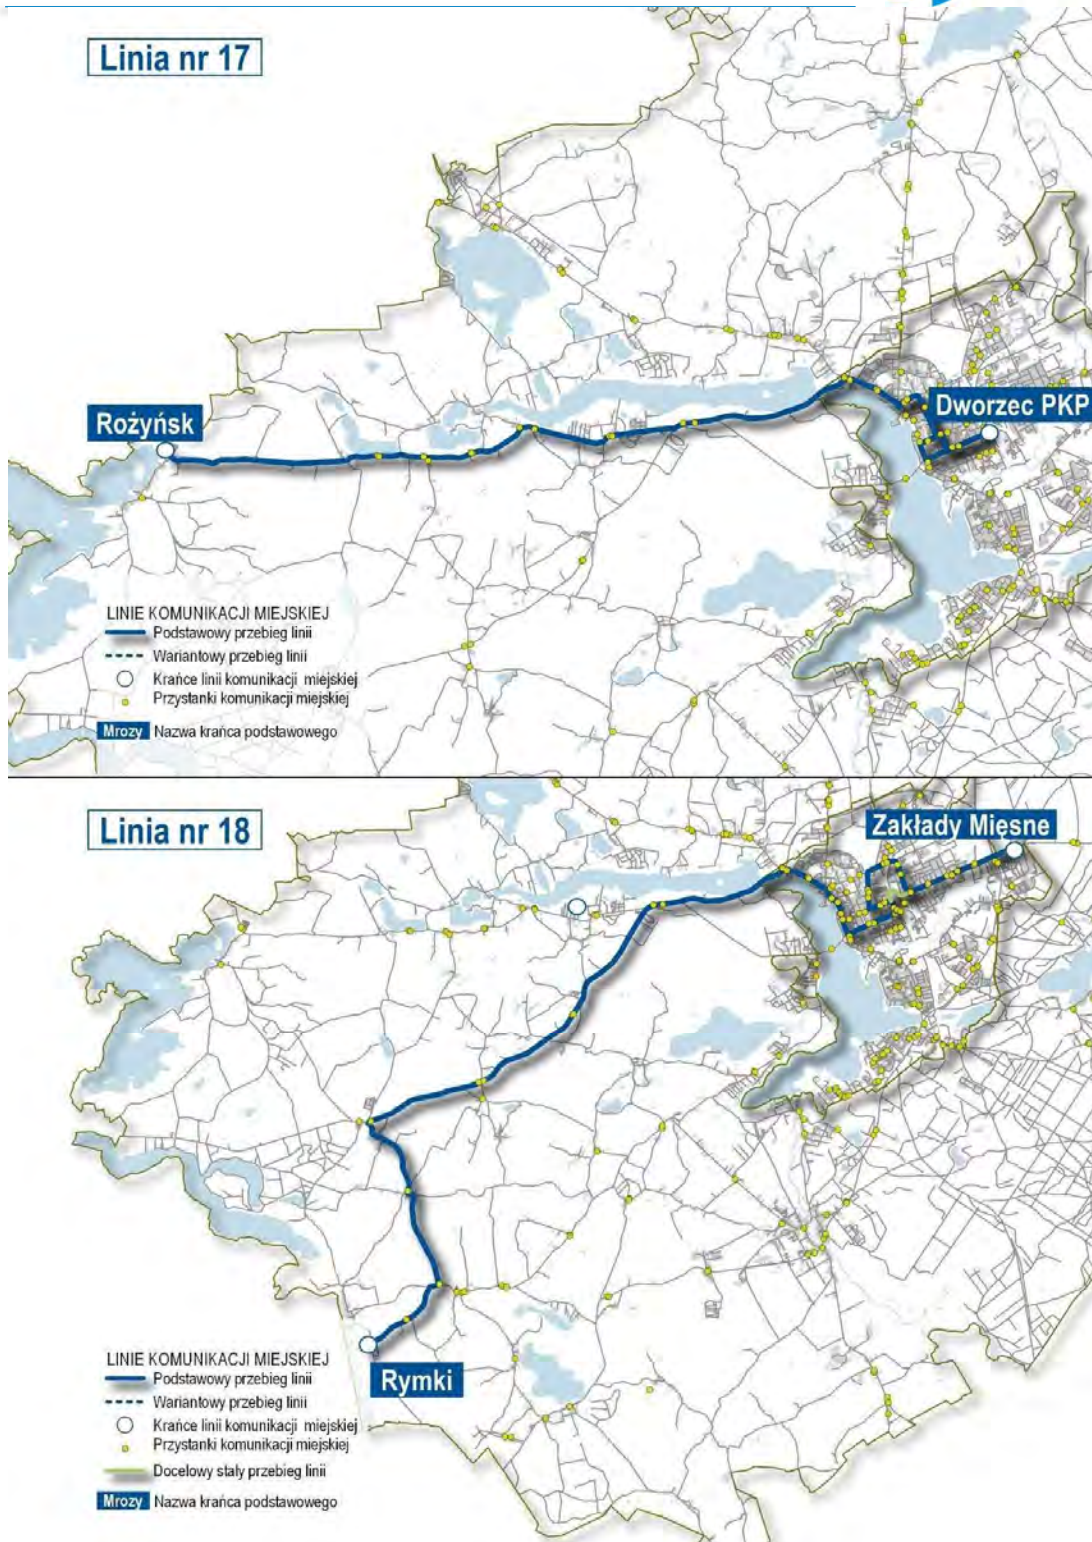 Linia nr 17
Rożyńsk
Dworzec PKP
LINIE KOMUNIKACJI MIEJSKIEJ
Podstawowy przebieg linii
Wariantowy przebieg linii
Krańce linii komunikacji miejskiej
Przystanki komunikacji miejskiej
Mrozy Nazwa krańca podstawowego
Linia nr 18
Zakłady Mięsne
Rymki
LINIE KOMUNIKACJI MIEJSKIEJ
Podstawowy przebieg linii
Wariantowy przebieg linii
Krańce linii komunikacji miejskiej
Przystanki komunikacji miejskiej
Docelowy stały przebieg linii
Mrozy Nazwa krańca podstawowego